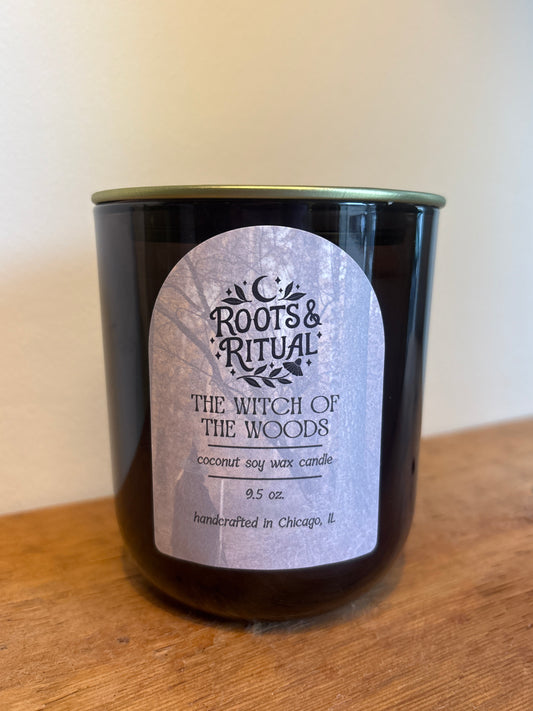 ROOTS &
RITUAL
THE WITCH OF
THE WOODS
coconut soy wax candle
9.5 oz.
handcrafted in Chicago, IL